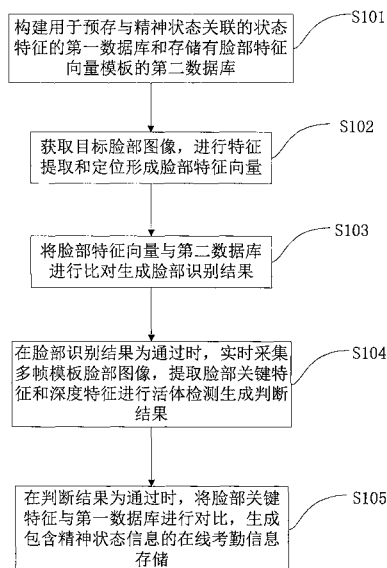 构建用于预存与精神状态关联的状态
特征的第一数据库和存储有脸部特征
向量模板的第二数据库
S101
获取目标脸部图像，进行特征
提取和定位形成脸部特征向量
S102
将脸部特征向量与第二数据库
进行比对生成脸部识别结果
S103
在脸部识别结果为通过时，实时采集
多帧模板脸部图像，提取脸部关键特
征和深度特征进行活体检测生成判断
结果
S104
在判断结果为通过时，将脸部关键
特征与第一数据库进行对比，生成
包含精神状态信息的在线考勤信息
存储
S105